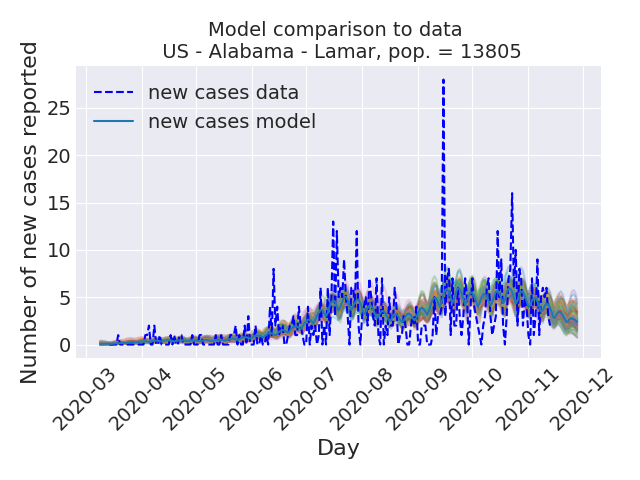 Model comparison to data
US - Alabama - Lamar, pop. = 13805
Number of new cases reported
new cases data
new cases model
25
20
15
10
5
0
2020-03
2020-04
2020-05
2020-06
2020-07
2020-08
2020-09
2020-10
2020-11
2020-12
Day